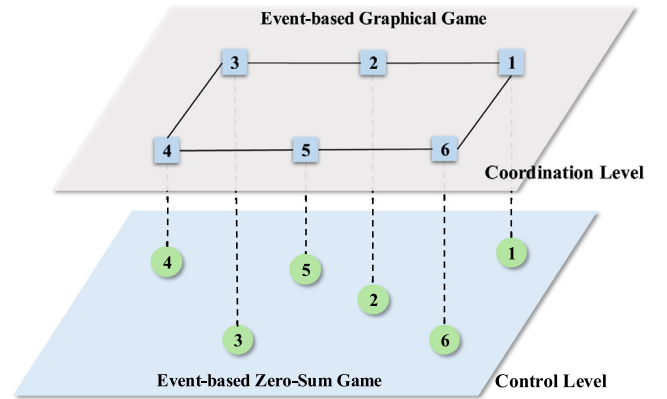 Event-based Graphical Game
3 2 1
4 5 6
Coordination Level
4 5 1
2
3 6
Event-based Zero-Sum Game
Control Level